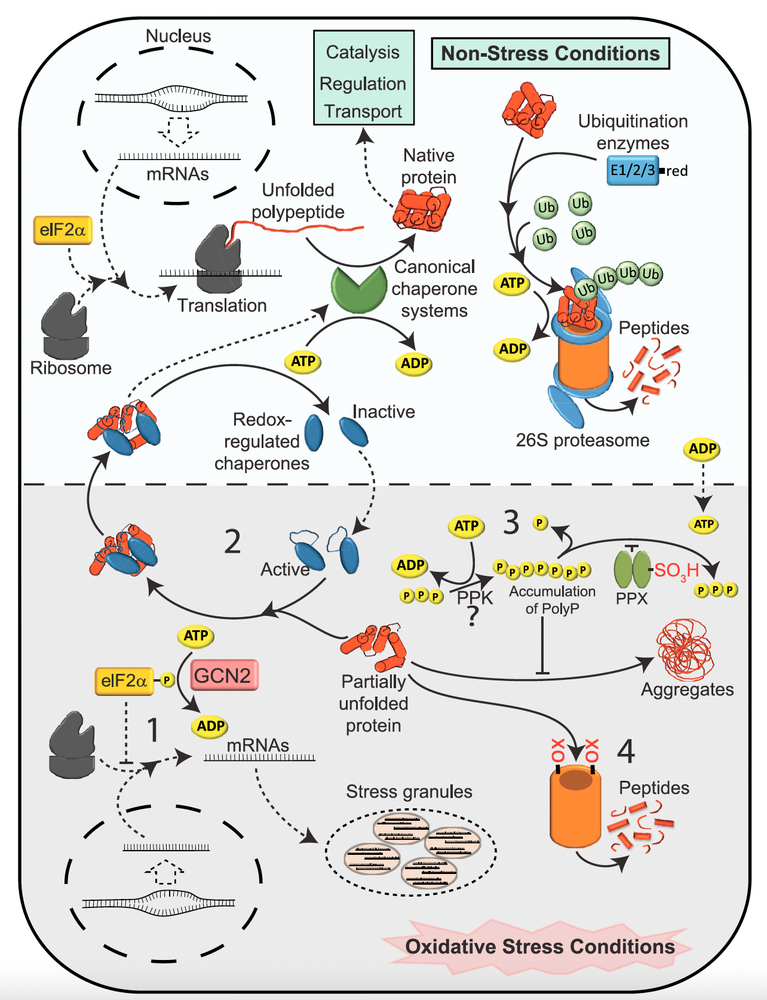 Nucleus
mRNAs
Catalysis
Regulation
Transport
Non-Stress Conditions
Ubiquitination
enzymes
E1/2/3
red
Native
protein
Unfolded
polypeptide
eIF2α
Ub
Ub
Ub
Ub
Ribosome
Translation
Canonical
chaperone
systems
ATP
ADP
ATP
ADP
Ub
Ub
Ub
Ub
Peptides
26S proteasome
Redox-
regulated
chaperones
Inactive
ADP
ATP
2
Active
3
ATP
ADP
P P P
PPK
?
P
P P P P P P P
Accumulation
of PolyP
PPX
SO3H
P P P
Partially
unfolded
protein
Aggregates
ATP
eIF2α
P
GCN2
ADP
1
mRNAs
Stress granules
OX
OX
4
Peptides
Oxidative Stress Conditions